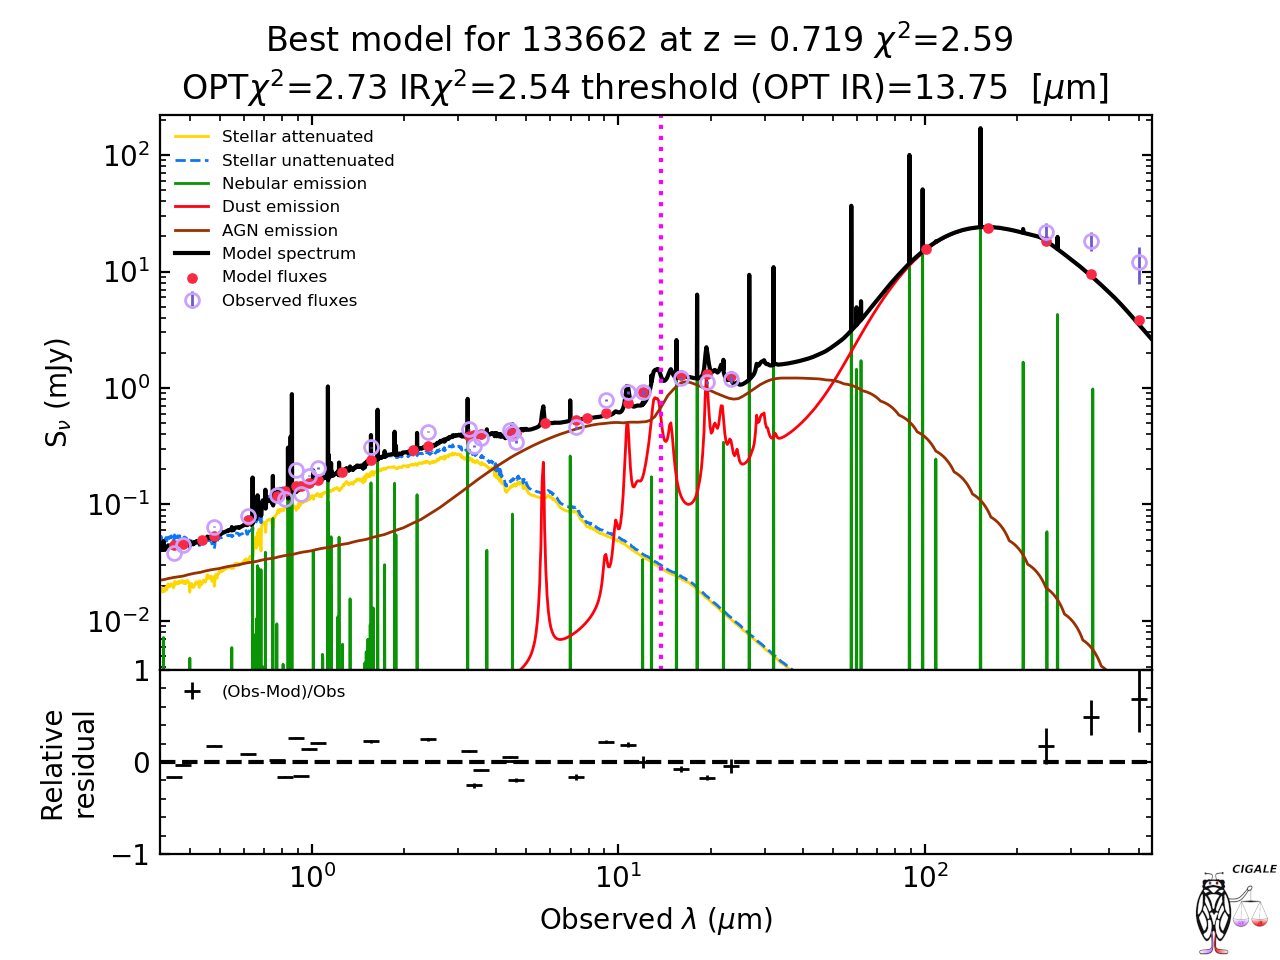 Best model for 133662 at z = 0.719 χ²=2.59
OPTχ²=2.73 IRχ²=2.54 threshold (OPT IR)=13.75 [μm]
Stellar attenuated
Stellar unattenuated
Nebular emission
Dust emission
AGN emission
Model spectrum
Model fluxes
Observed fluxes
S_ν (mJy)
10²
10¹
10⁰
10⁻¹
10⁻²
(Obs-Mod)/Obs
Relative
residual
1
0
−1
10⁰ 10¹ 10²
Observed λ (μm)
CIGALE